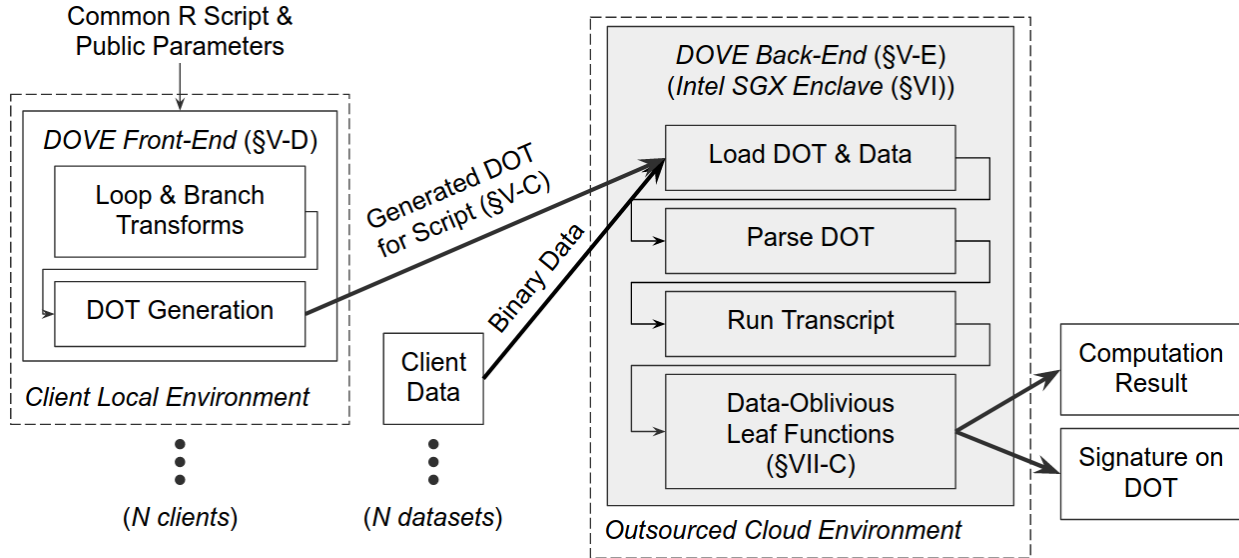 Common R Script &
Public Parameters
DOVE Front-End (§V-D)
Loop & Branch
Transforms
DOT Generation
Client Local Environment
(N clients)
Generated DOT
for Script (§V-C)
Binary Data
Client
Data
(N datasets)
DOVE Back-End (§V-E)
(Intel SGX Enclave (§VI))
Load DOT & Data
Parse DOT
Run Transcript
Data-Oblivious
Leaf Functions
(§VII-C)
Outsourced Cloud Environment
Computation
Result
Signature on
DOT